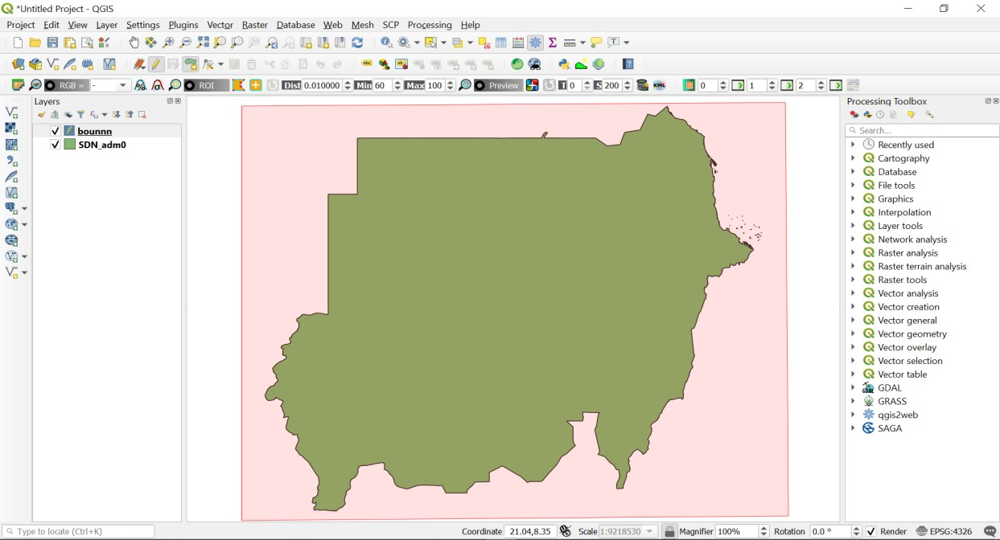 *Untitled Project - QGIS
Project Edit View Layer Settings Plugins Vector Raster Database Web Mesh SCP Processing Help
RGB = - ROI Dist 0.010000 Min 60 Max 100 Preview T 0 S 200 KML 0 1 2
Layers
bounnn
SDN_adm0
Processing Toolbox
Search...
Recently used
Cartography
Database
File tools
Graphics
Interpolation
Layer tools
Network analysis
Raster analysis
Raster terrain analysis
Raster tools
Vector analysis
Vector creation
Vector general
Vector geometry
Vector overlay
Vector selection
Vector table
GDAL GDAL
GRASS
qgis2web
SAGA
Type to locate (Ctrl+K) Coordinate 21.04,8.35 Scale 1:9218530 Magnifier 100% Rotation 0.0 ° Render EPSG:4326